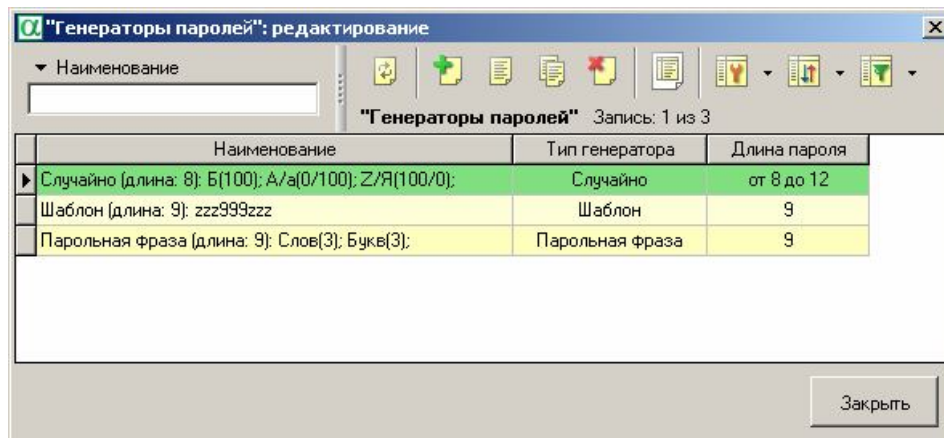 "Генераторы паролей": редактирование
Наименование
"Генераторы паролей" Запись: 1 из 3
Наименование Тип генератора Длина пароля
Случайно (длина: 8): Б(100); А/а(0/100); Z/Я(100/0); Случайно от 8 до 12
Шаблон (длина: 9): zzz999zzz Шаблон 9
Парольная фраза (длина: 9): Слов(3); Букв(3); Парольная фраза 9
Закрыть